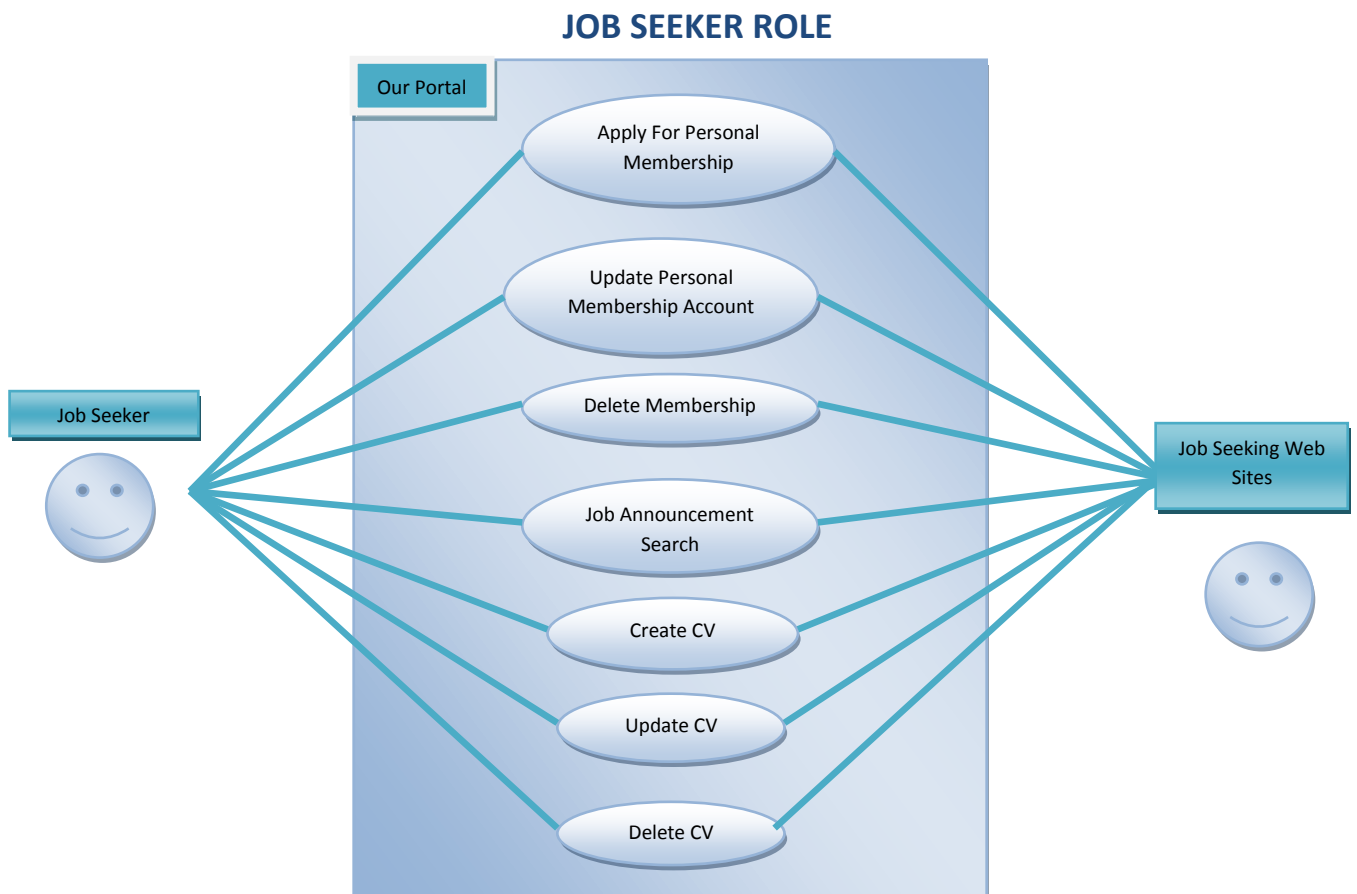 JOB SEEKER ROLE
Our Portal
Apply For Personal
Membership
Update Personal
Membership Account
Delete Membership
Job Seeker
Job Seeking Web
Sites
Job Announcement
Search
Create CV
Update CV
Delete CV